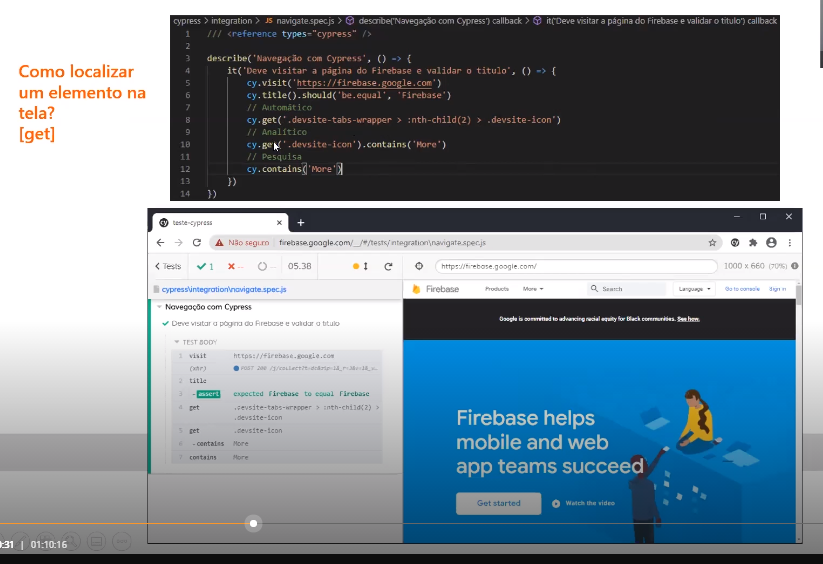 cypress > integration > JS navigate.spec.js > describe('Navegação com Cypress') callback > it('Deve visitar a página do Firebase e validar o titulo') callback
Como localizar
um elemento na
tela?
[get]
1 /// <reference types="cypress" />
2
3 describe('Navegação com Cypress', () => {
4 it('Deve visitar a página do Firebase e validar o titulo', () => {
5 cy.visit('https://firebase.google.com')
6 cy.title().should('be.equal', 'Firebase')
7 // Automático
8 cy.get('.devsite-tabs-wrapper > :nth-child(2) > .devsite-icon')
9 // Analítico
10 cy.get('.devsite-icon').contains('More')
11 // Pesquisa
12 cy.contains('More')
13 })
14 })
teste-cypress
Não seguro firebase.google.com/__/#/tests/integration\navigate.spec.js
Tests 1 -- -- 05.38 https://firebase.google.com/ 1000 x 660 (70%)
cypress\integration\navigate.spec.js
Navegação com Cypress
Deve visitar a página do Firebase e validar o titulo
TEST BODY
1 visit https://firebase.google.com
(xhr)
2 title
3 - assert expected firebase to equal firebase
4 get .devsite-tabs-wrapper > :nth-child(2) >
.devsite-icon
5 get .devsite-icon
6 - contains More
7 contains More
Firebase Products More Search Language Go to console Sign in
Google is committed to advancing racial equity for Black communities. See how.
Firebase helps
mobile and web
app teams succeed
Get started Watch the video
:31 | 01:10:16